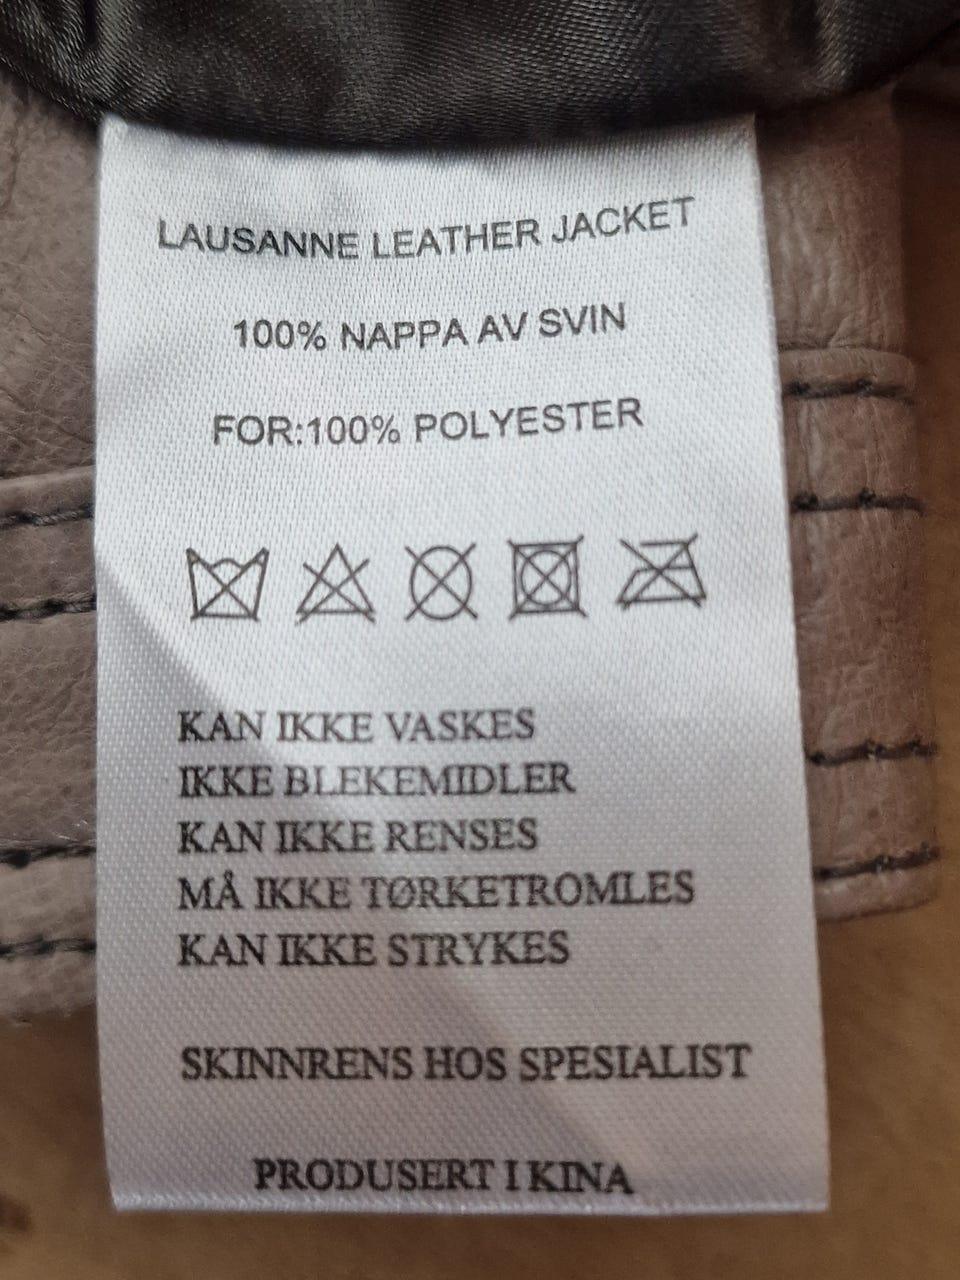 LAUSANNE LEATHER JACKET
100% NAPPA AV SVIN
FOR:100% POLYESTER
KAN IKKE VASKES
IKKE BLEKEMIDLER
KAN IKKE RENSES
MÅ IKKE TØRKETROMLES
KAN IKKE STRYKES
SKINNRENS HOS SPESIALIST
PRODUSERT I KINA